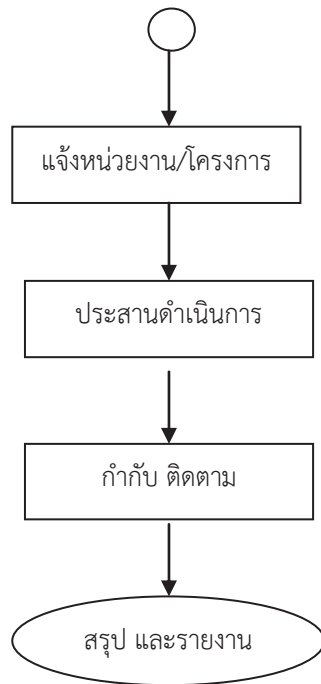 แจ้งหน่วยงาน/โครงการ
ประสานดำเนินการ
กำกับ ติดตาม
สรุป และรายงาน